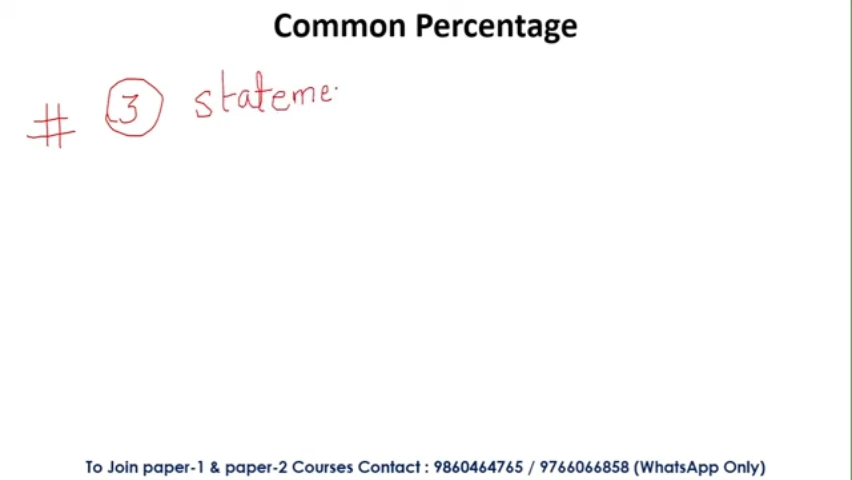 Common Percentage
# 3 stateme
To Join paper-1 & paper-2 Courses Contact : 9860464765 / 9766066858 (WhatsApp Only)